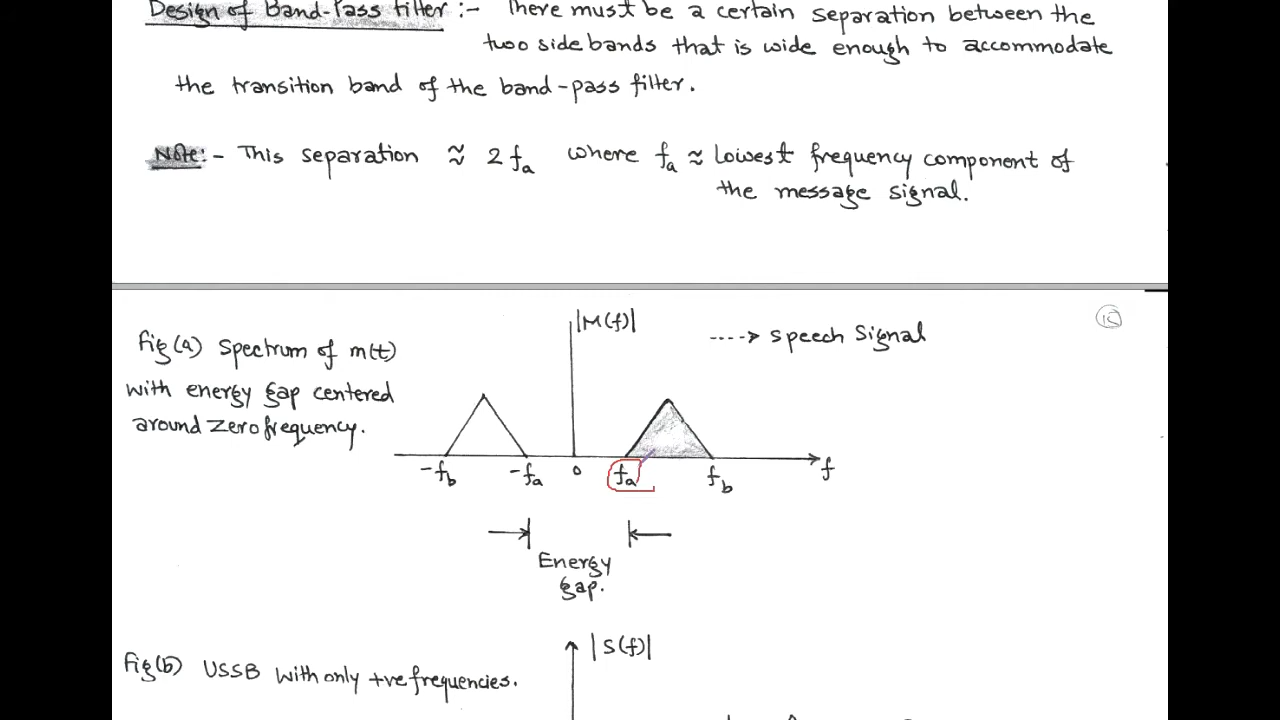 Design of Band-Pass filter :- There must be a certain separation between the
two side bands that is wide enough to accommodate
the transition band of the band-pass filter.
Note:- This separation ≈ 2 fa where fa ≈ lowest frequency component of
the message signal.
15
|M(f)|
----> Speech Signal
fig(a) Spectrum of m(t)
with energy gap centered
around zero frequency.
-fb -fa 0 fa fb f
Energy
gap.
|S(f)|
fig(b) USSB with only +ve frequencies.